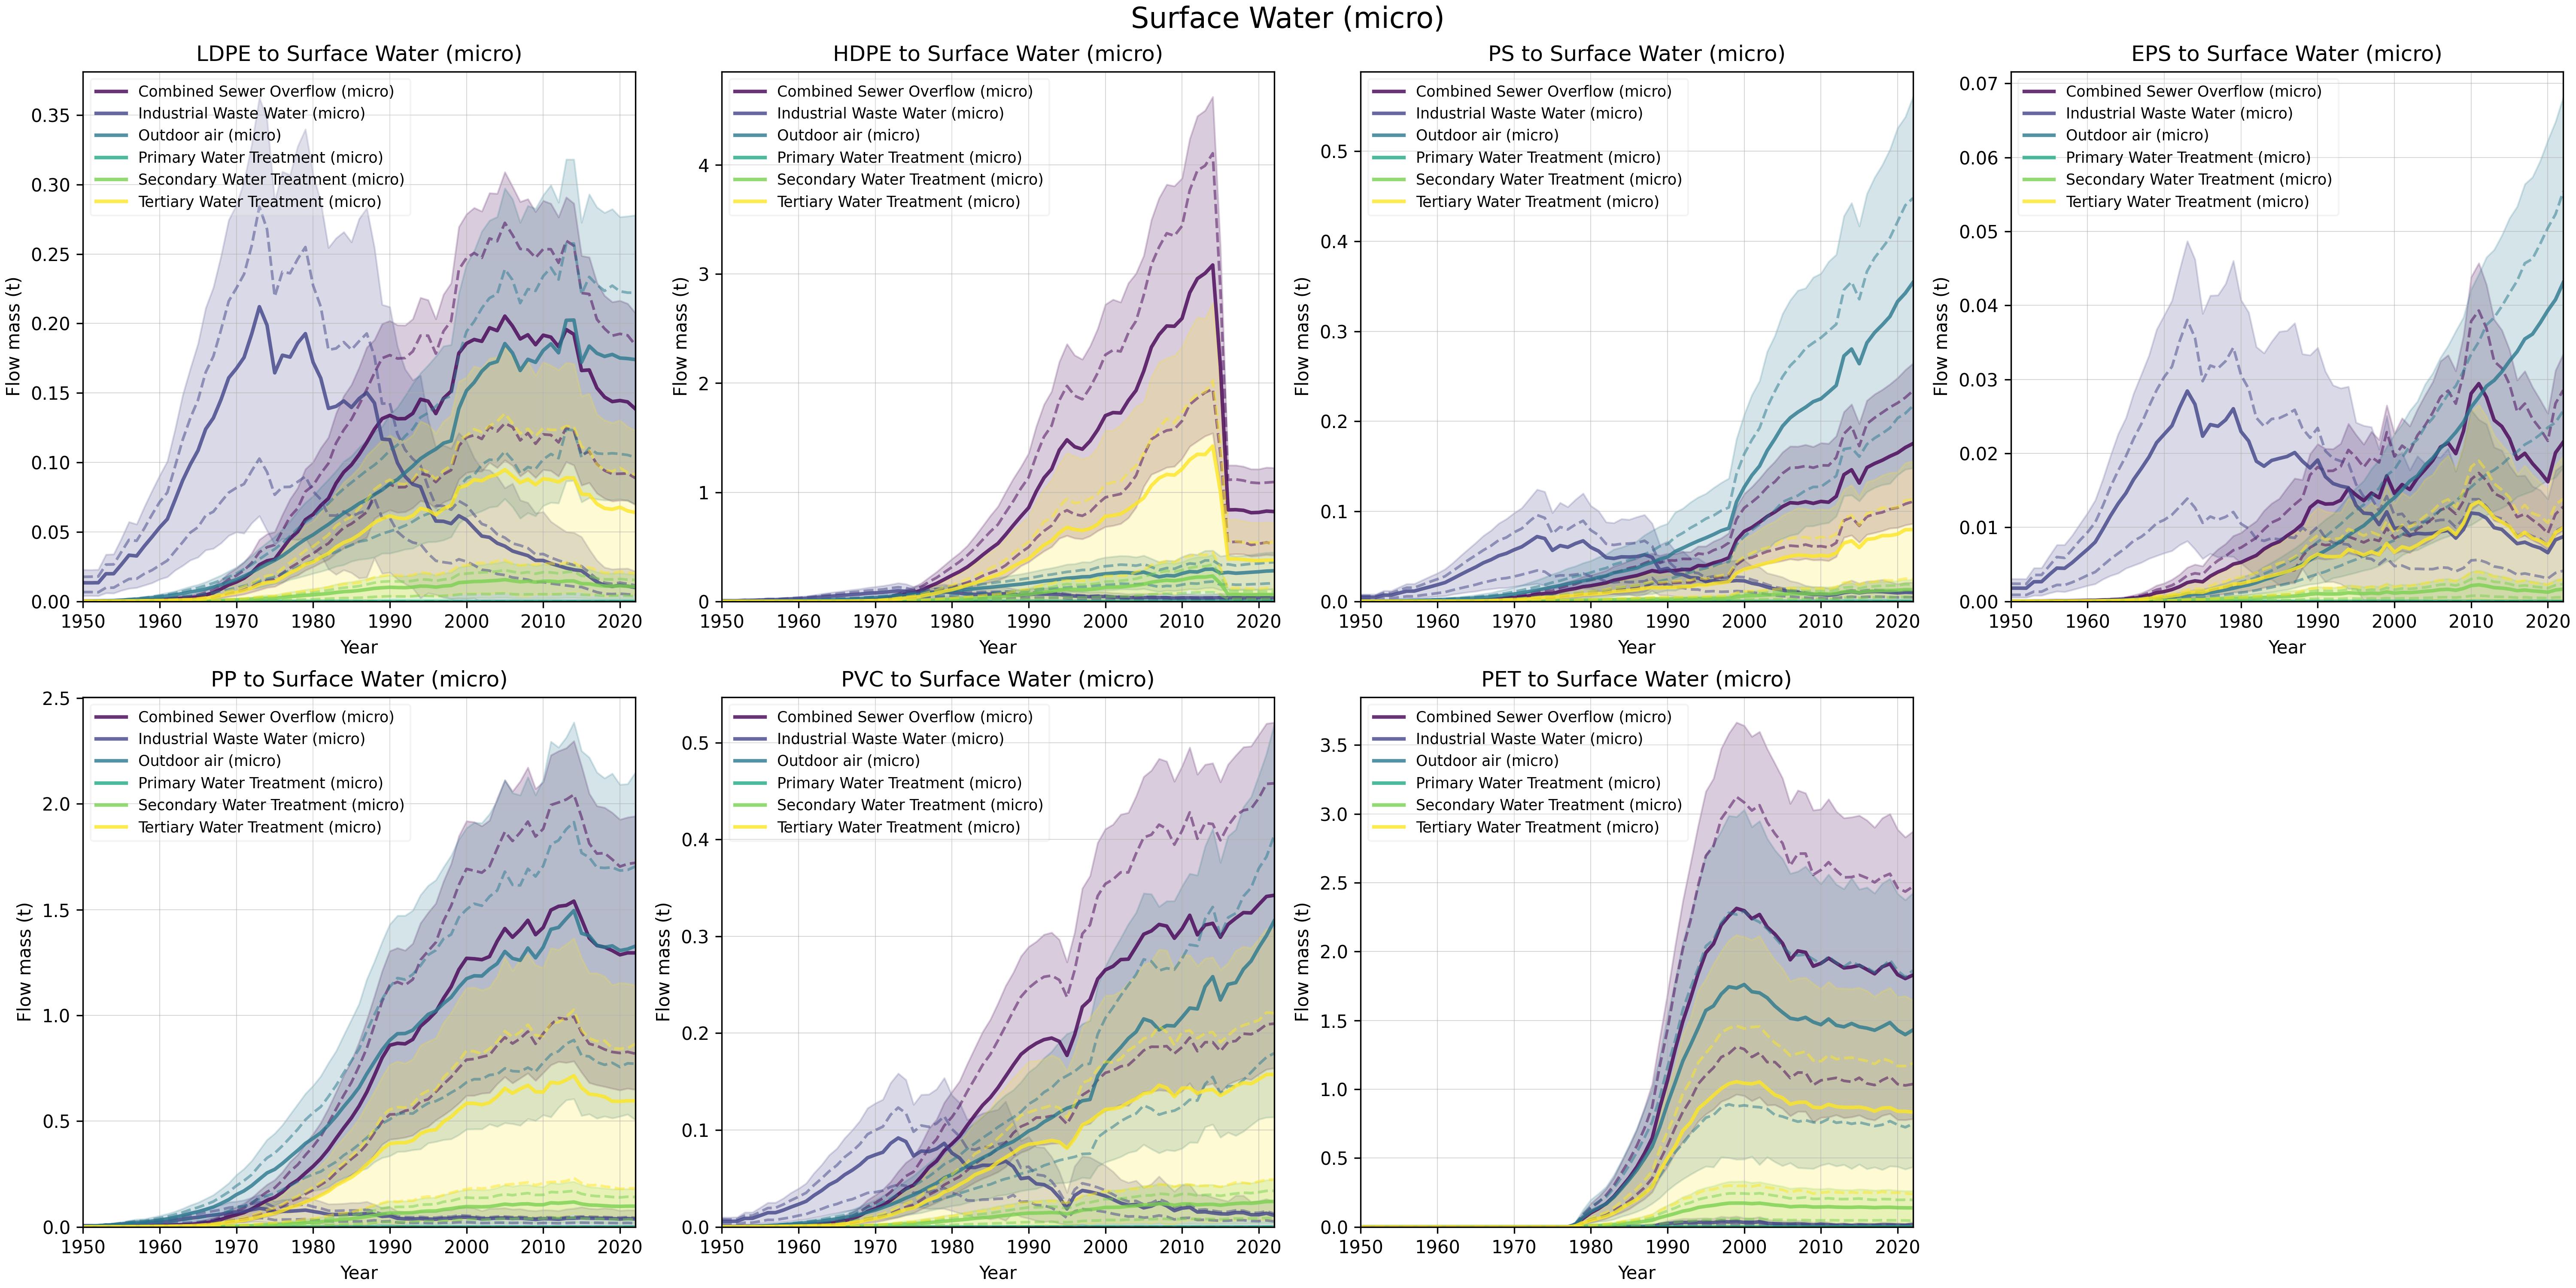 Surface Water (micro)
LDPE to Surface Water (micro)
Combined Sewer Overflow (micro)
Industrial Waste Water (micro)
Outdoor air (micro)
Primary Water Treatment (micro)
Secondary Water Treatment (micro)
Tertiary Water Treatment (micro)
Flow mass (t)
0.35
0.30
0.25
0.20
0.15
0.10
0.05
0.00
1950 1960 1970 1980 1990 2000 2010 2020
Year
HDPE to Surface Water (micro)
Combined Sewer Overflow (micro)
Industrial Waste Water (micro)
Outdoor air (micro)
Primary Water Treatment (micro)
Secondary Water Treatment (micro)
Tertiary Water Treatment (micro)
Flow mass (t)
4
3
2
1
0
1950 1960 1970 1980 1990 2000 2010 2020
Year
PS to Surface Water (micro)
Combined Sewer Overflow (micro)
Industrial Waste Water (micro)
Outdoor air (micro)
Primary Water Treatment (micro)
Secondary Water Treatment (micro)
Tertiary Water Treatment (micro)
Flow mass (t)
0.5
0.4
0.3
0.2
0.1
0.0
1950 1960 1970 1980 1990 2000 2010 2020
Year
EPS to Surface Water (micro)
Combined Sewer Overflow (micro)
Industrial Waste Water (micro)
Outdoor air (micro)
Primary Water Treatment (micro)
Secondary Water Treatment (micro)
Tertiary Water Treatment (micro)
Flow mass (t)
0.07
0.06
0.05
0.04
0.03
0.02
0.01
0.00
1950 1960 1970 1980 1990 2000 2010 2020
Year
PP to Surface Water (micro)
Combined Sewer Overflow (micro)
Industrial Waste Water (micro)
Outdoor air (micro)
Primary Water Treatment (micro)
Secondary Water Treatment (micro)
Tertiary Water Treatment (micro)
Flow mass (t)
2.5
2.0
1.5
1.0
0.5
0.0
1950 1960 1970 1980 1990 2000 2010 2020
Year
PVC to Surface Water (micro)
Combined Sewer Overflow (micro)
Industrial Waste Water (micro)
Outdoor air (micro)
Primary Water Treatment (micro)
Secondary Water Treatment (micro)
Tertiary Water Treatment (micro)
Flow mass (t)
0.5
0.4
0.3
0.2
0.1
0.0
1950 1960 1970 1980 1990 2000 2010 2020
Year
PET to Surface Water (micro)
Combined Sewer Overflow (micro)
Industrial Waste Water (micro)
Outdoor air (micro)
Primary Water Treatment (micro)
Secondary Water Treatment (micro)
Tertiary Water Treatment (micro)
Flow mass (t)
3.5
3.0
2.5
2.0
1.5
1.0
0.5
0.0
1950 1960 1970 1980 1990 2000 2010 2020
Year